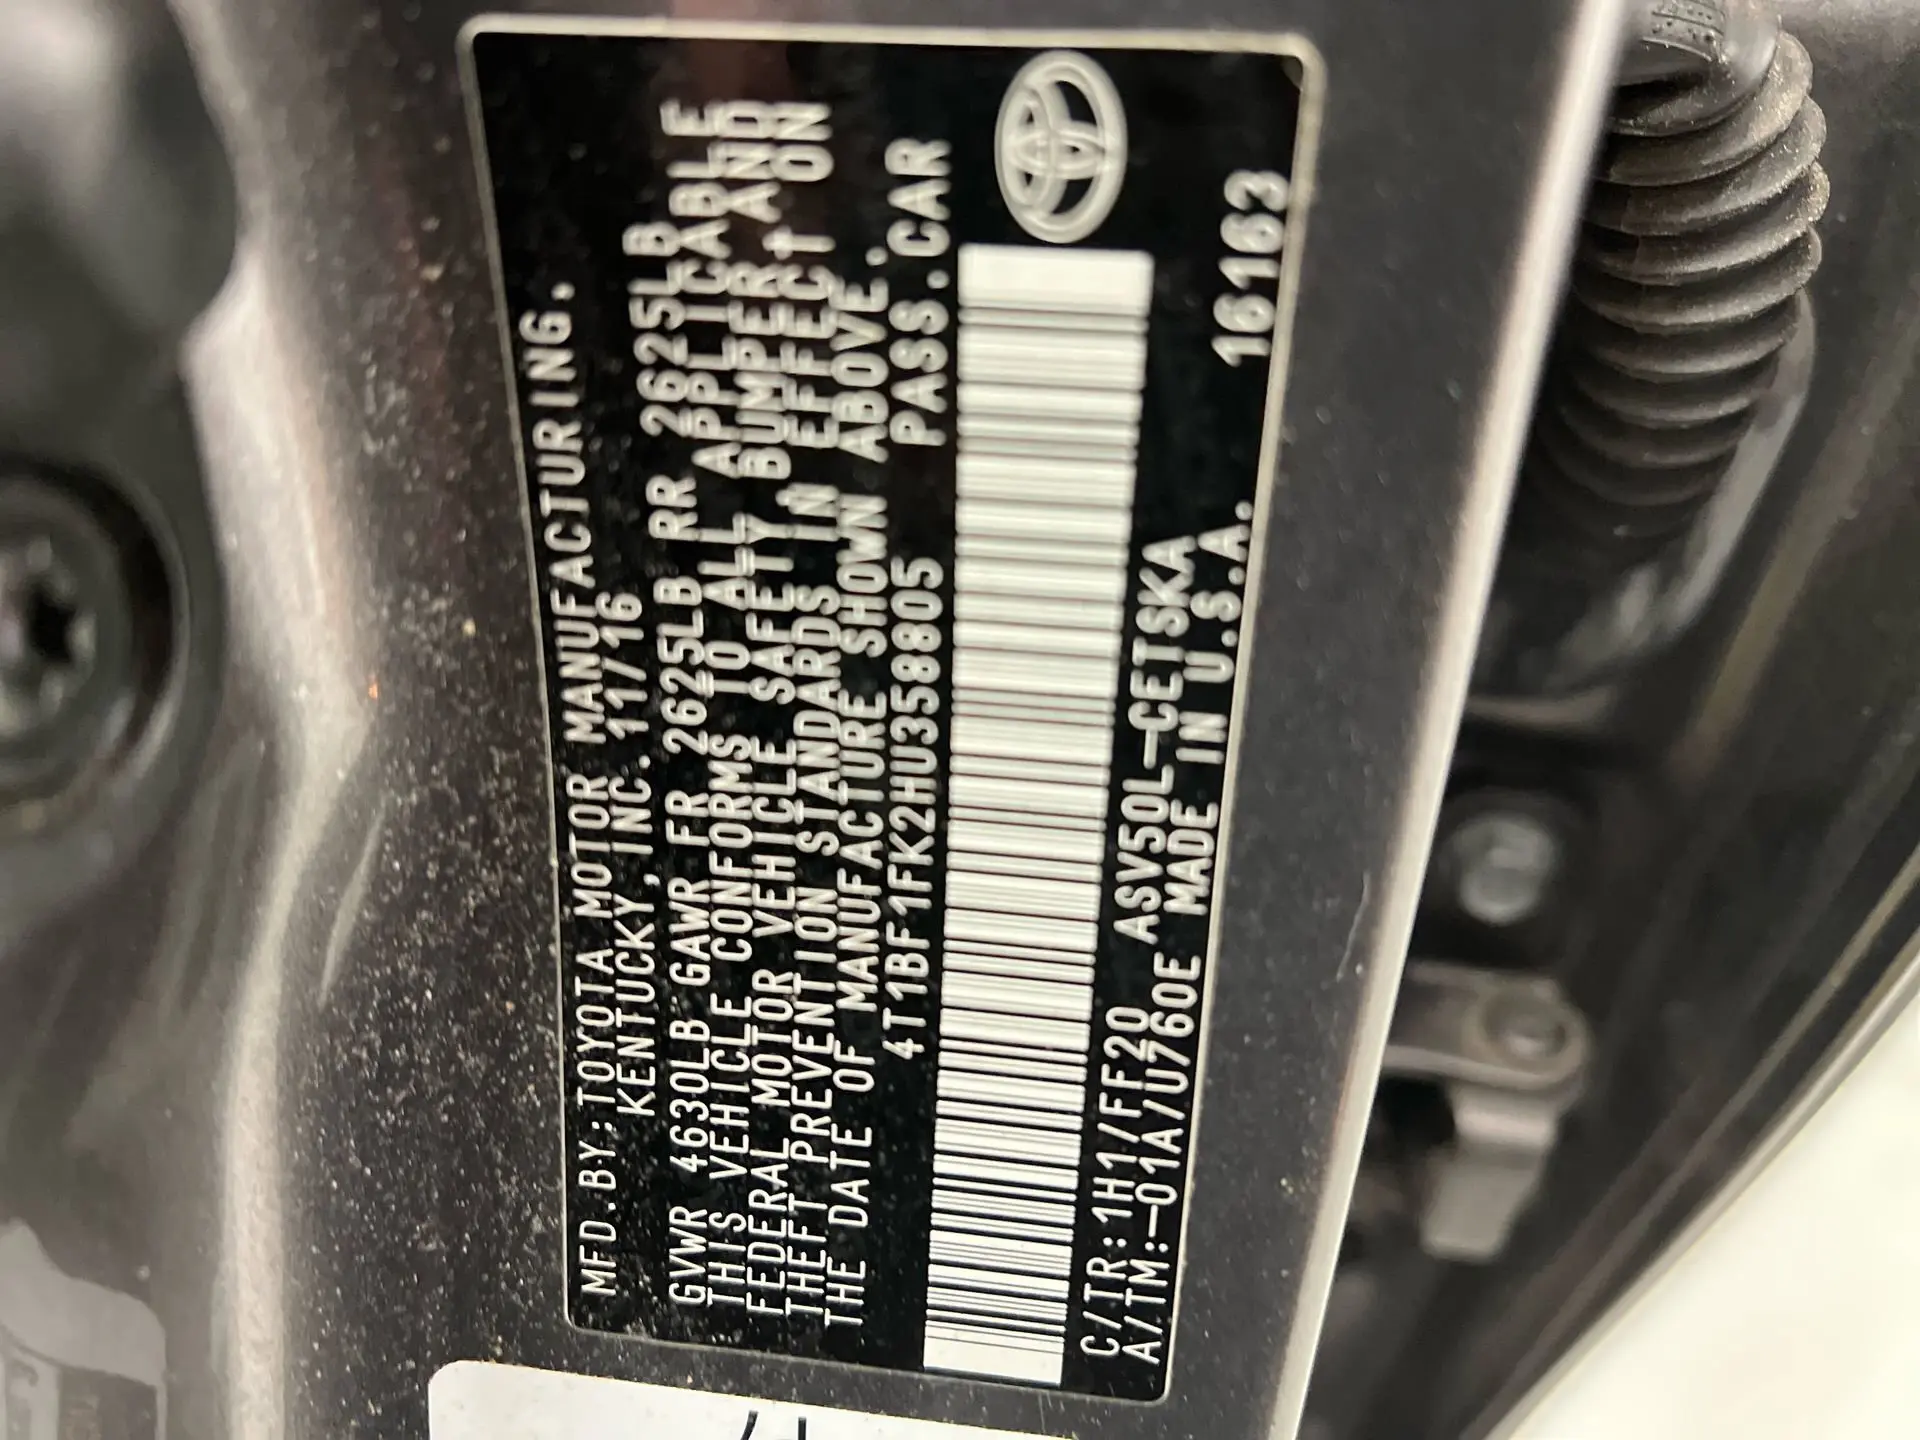 MFD.BY:TOYOTA MOTOR MANUFACTURING.
KENTUCKY,INC.11/16
GVWR 4630LB GAWR FR 2625LB RR 2625LB
THIS VEHICLE CONFORMS TO ALL APPLICABLE
FEDERAL MOTOR VEHICLE SAFETY, BUMPER, AND
THEFT PREVENTION STANDARDS IN EFFECT ON
THE DATE OF MANUFACTURE SHOWN ABOVE.
4T1BF1FK2HU358805 PASS.CAR
C/TR:1H1/FF20 ASV50L-CETSKA
A/TM:-01A/U760E MADE IN U.S.A. 16163